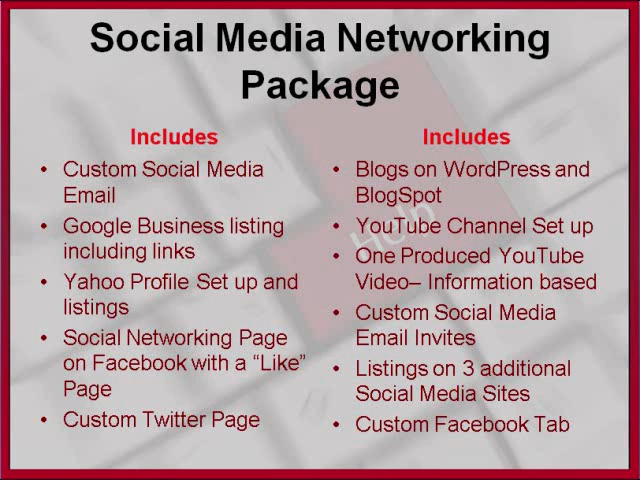 Social Media Networking
Package
Includes
• Custom Social Media
Email
• Google Business listing
including links
• Yahoo Profile Set up and
listings
• Social Networking Page
on Facebook with a “Like”
Page
• Custom Twitter Page
Includes
• Blogs on WordPress and
BlogSpot
• YouTube Channel Set up
• One Produced YouTube
Video– Information based
• Custom Social Media
Email Invites
• Listings on 3 additional
Social Media Sites
• Custom Facebook Tab
Help